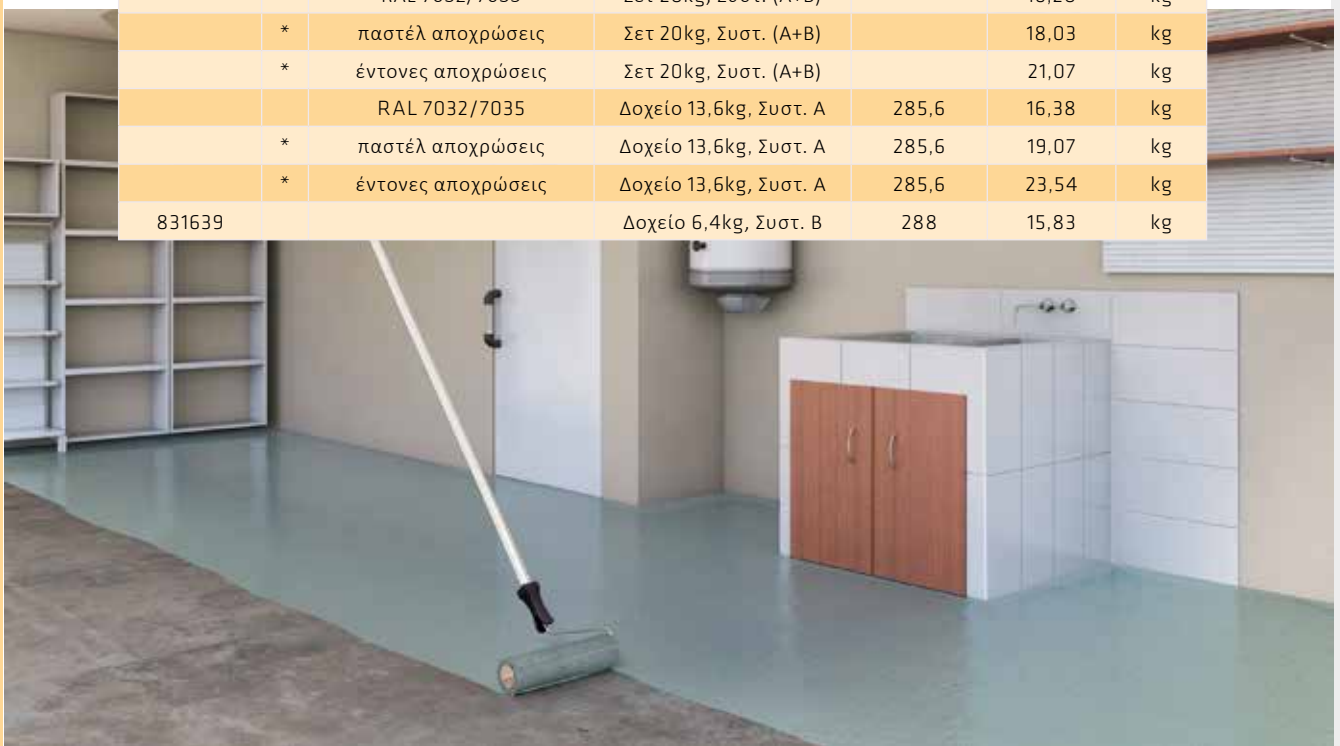 * παστέλ αποχρώσεις Σετ 20kg, Συστ. (A+B) 18,03 kg
* έντονες αποχρώσεις Σετ 20kg, Συστ. (A+B) 21,07 kg
RAL 7032/7035 Δοχείο 13,6kg, Συστ. A 285,6 16,38 kg
* παστέλ αποχρώσεις Δοχείο 13,6kg, Συστ. A 285,6 19,07 kg
* έντονες αποχρώσεις Δοχείο 13,6kg, Συστ. A 285,6 23,54 kg
831639 Δοχείο 6,4kg, Συστ. B 288 15,83 kg